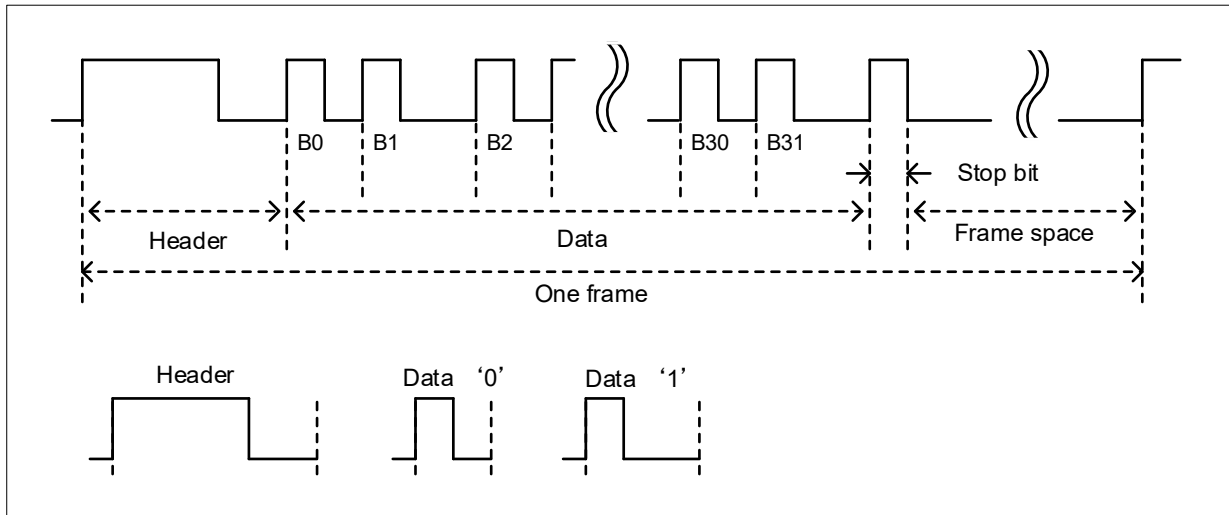 B0
B1
B2
B30
B31
Stop bit
Header
Data
Frame space
One frame
Header
Data ‘0’
Data ‘1’